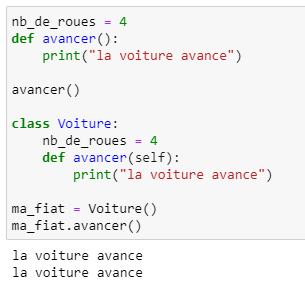 nb_de_roues = 4
def avancer():
    print("la voiture avance")

avancer()

class Voiture:
    nb_de_roues = 4
    def avancer(self):
        print("la voiture avance")

ma_fiat = Voiture()
ma_fiat.avancer()
la voiture avance
la voiture avance